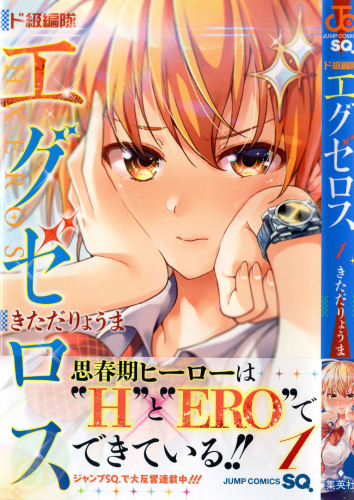 ド級編隊
エグゼロス
HXEROS
きただりょうま
思春期ヒーローは
“H”と“ERO”で
できている!!
1
ジャンプSQ.で大反響連載中!!!
JUMP COMICS SQ.
JUMP COMICS
SQ.
ド級編隊
エグゼロス
1
きただりょうま
集英社